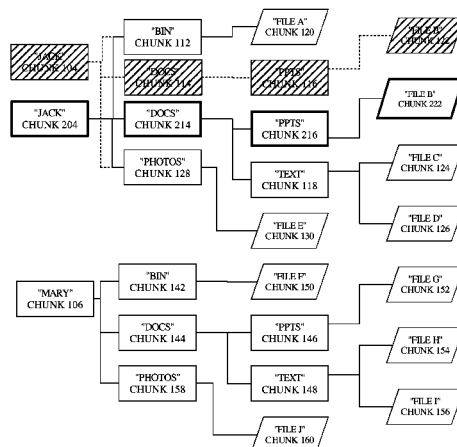 "BIN"
CHUNK 112
"FILE A"
CHUNK 120
"JACK"
CHUNK 104
"DOCS"
CHUNK 114
"PPTS"
CHUNK 116
"FILE B"
CHUNK 122
"JACK"
CHUNK 204
"DOCS"
CHUNK 214
"PPTS"
CHUNK 216
"FILE B"
CHUNK 222
"PHOTOS"
CHUNK 128
"TEXT"
CHUNK 118
"FILE C"
CHUNK 124
"FILE D"
CHUNK 126
"FILE E"
CHUNK 130
"MARY"
CHUNK 106
"BIN"
CHUNK 142
"FILE F"
CHUNK 150
"FILE G"
CHUNK 152
"DOCS"
CHUNK 144
"PPTS"
CHUNK 146
"FILE H"
CHUNK 154
"PHOTOS"
CHUNK 158
"TEXT"
CHUNK 148
"FILE I"
CHUNK 156
"FILE J"
CHUNK 160